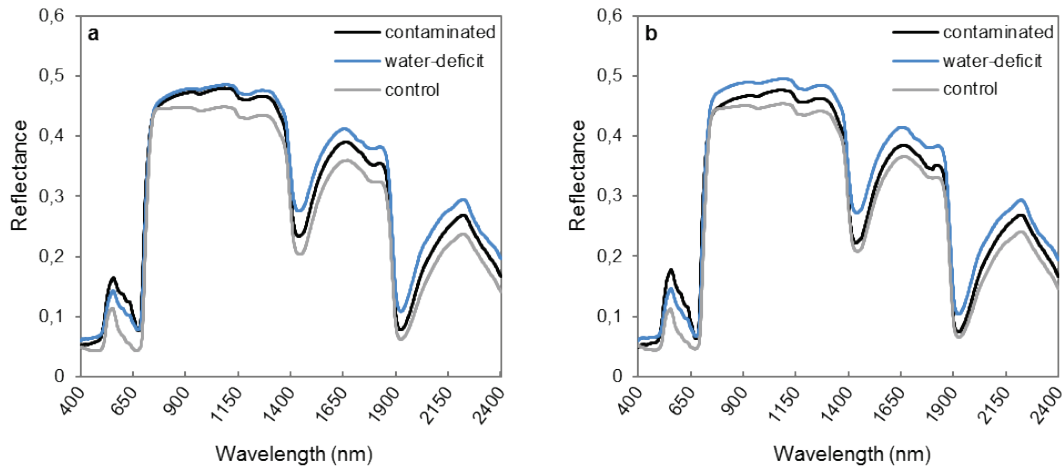 a
contaminated
water-deficit
control
0,6
0,5
0,4
0,3
0,2
0,1
0
Reflectance
400
650
900
1150
1400
1650
1900
2150
2400
Wavelength (nm)
b
contaminated
water-deficit
control
0,6
0,5
0,4
0,3
0,2
0,1
0
Reflectance
400
650
900
1150
1400
1650
1900
2150
2400
Wavelength (nm)